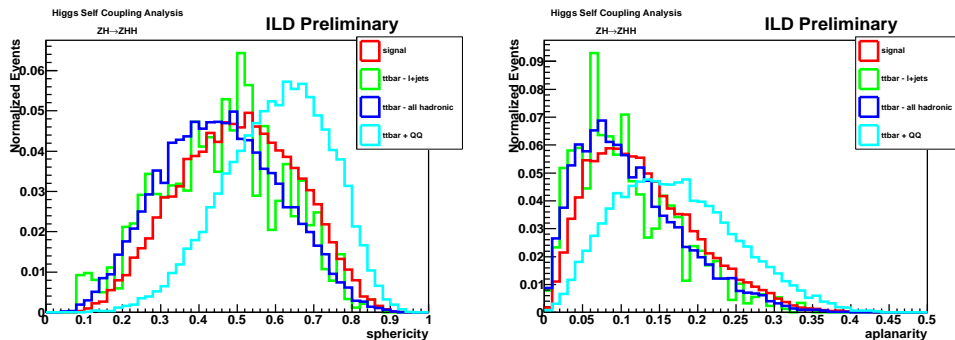 Higgs Self Coupling Analysis
ZH→ZHH
ILD Preliminary
Normalized Events
0.06
0.05
0.04
0.03
0.02
0.01
0
signal
ttbar - l+jets
ttbar - all hadronic
ttbar + QQ
0 0.1 0.2 0.3 0.4 0.5 0.6 0.7 0.8 0.9 1
sphericity
Higgs Self Coupling Analysis
ZH→ZHH
ILD Preliminary
Normalized Events
0.09
0.08
0.07
0.06
0.05
0.04
0.03
0.02
0.01
0
signal
ttbar - l+jets
ttbar - all hadronic
ttbar + QQ
0 0.05 0.1 0.15 0.2 0.25 0.3 0.35 0.4 0.45 0.5
aplanarity